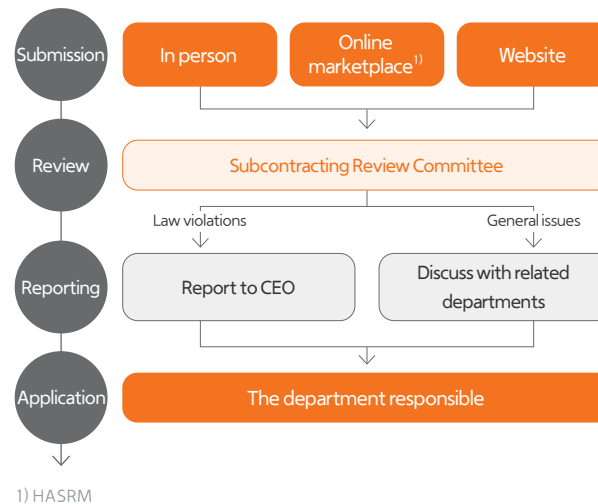 Submission
In person
Online
marketplace1)
Website
Review
Subcontracting Review Committee
Law violations
General issues
Reporting
Report to CEO
Discuss with related
departments
Application
The department responsible
1) HASRM